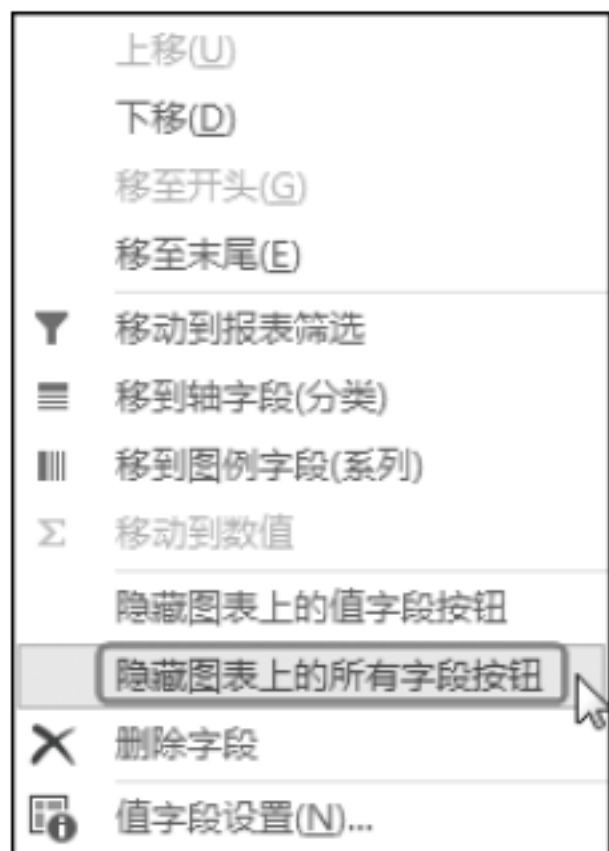 上移(U)
下移(D)
移至开头(G)
移至末尾(E)
移动到报表筛选
移到轴字段(分类)
移到图例字段(系列)
Σ 移动到数值
隐藏图表上的值字段按钮
隐藏图表上的所有字段按钮
删除字段
值字段设置(N)...